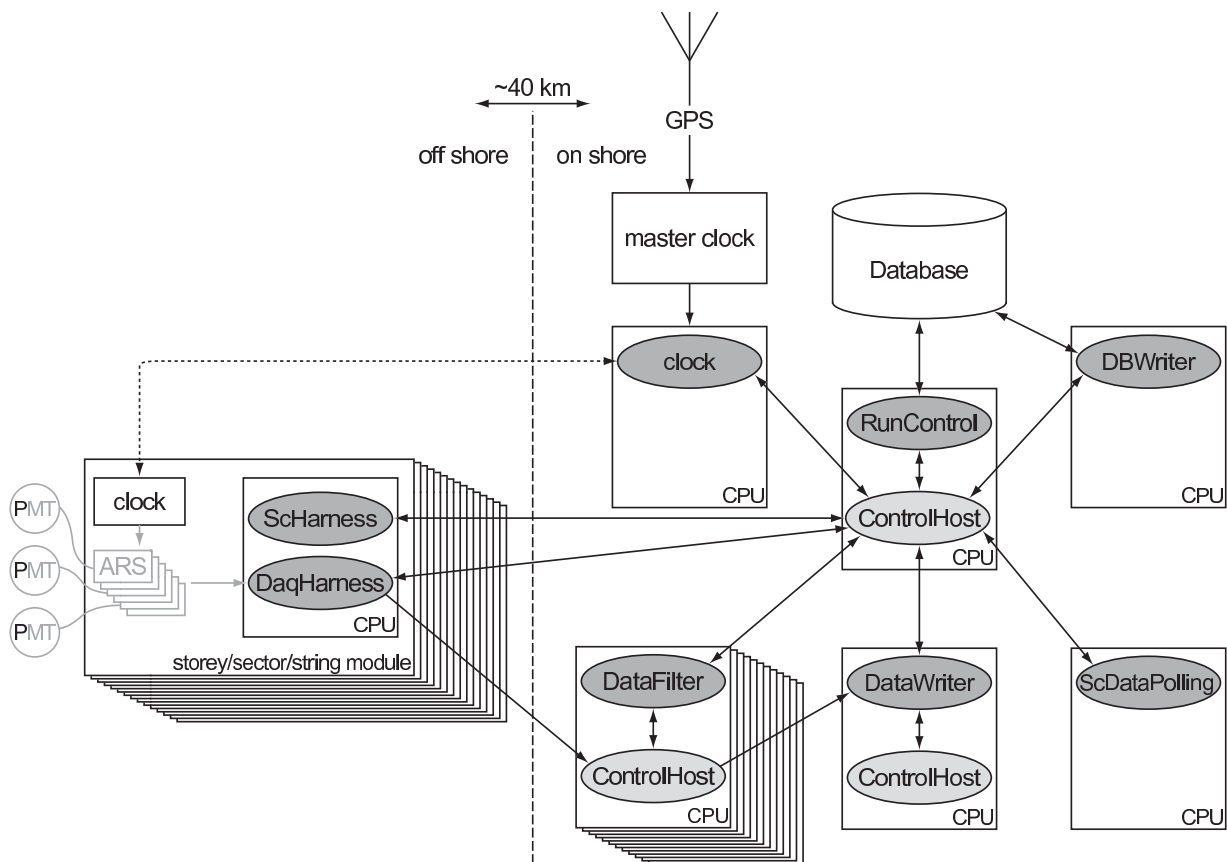 ~40 km
GPS
off shore
on shore
master clock
Database
clock
DBWriter
RunControl
CPU
CPU
clock
PMT
ScHarness
ControlHost
CPU
ARS
PMT
DaqHarness
PMT
CPU
storey/sector/string module
DataFilter
DataWriter
ScDataPolling
ControlHost
ControlHost
CPU
CPU
CPU